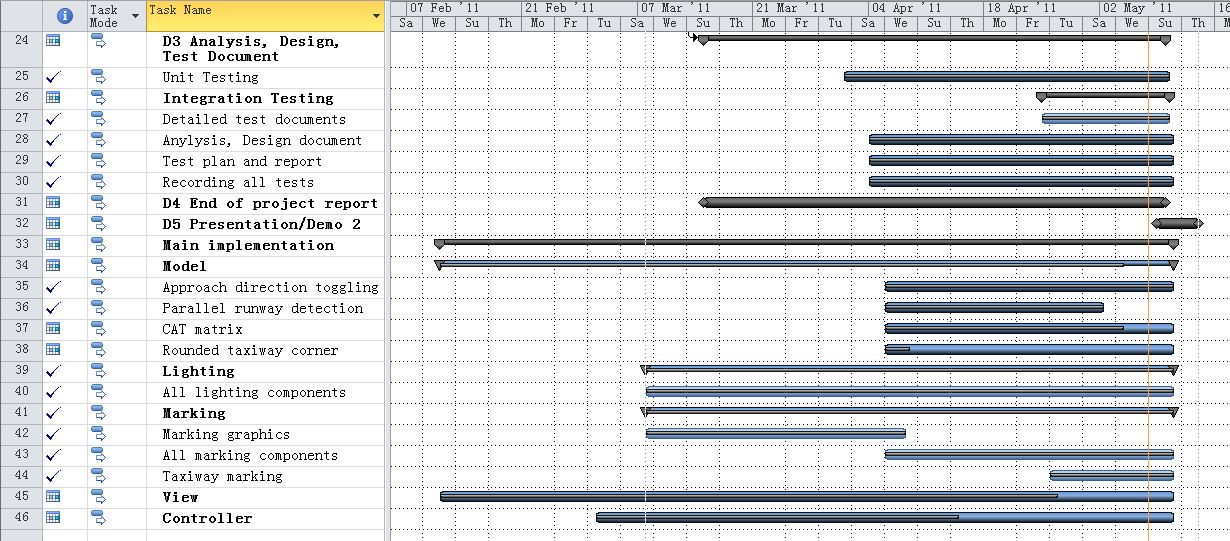 Task Mode Task Name 07 Feb '11 21 Feb '11 07 Mar '11 21 Mar '11 04 Apr '11 18 Apr '11 02 May '11 16
Sa We Su Th Mo Fr Tu Sa We Su Th Mo Fr Tu Sa We Su Th Mo Fr Tu Sa We Su Th M
24 D3 Analysis, Design,
Test Document
25 Unit Testing
26 Integration Testing
27 Detailed test documents
28 Anylysis, Design document
29 Test plan and report
30 Recording all tests
31 D4 End of project report
32 D5 Presentation/Demo 2
33 Main implementation
34 Model
35 Approach direction toggling
36 Parallel runway detection
37 CAT matrix
38 Rounded taxiway corner
39 Lighting
40 All lighting components
41 Marking
42 Marking graphics
43 All marking components
44 Taxiway marking
45 View
46 Controller